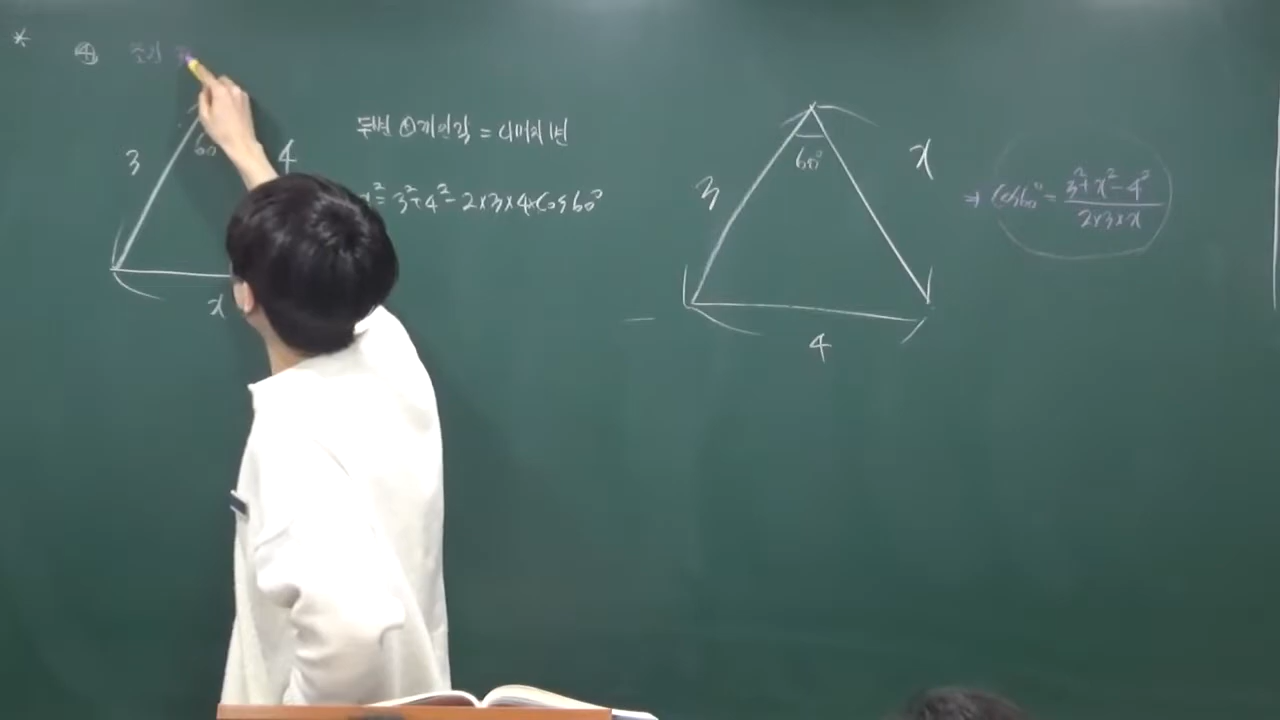 *
④
3
60
4
x
두변 ⊕ 끼인각 = 나머지 변
x² = 3² + 4² - 2×3×4×Cos60°
3
60°
x
4
⇒ Cos60° = \frac{3² + x² - 4²}{2×3×x}